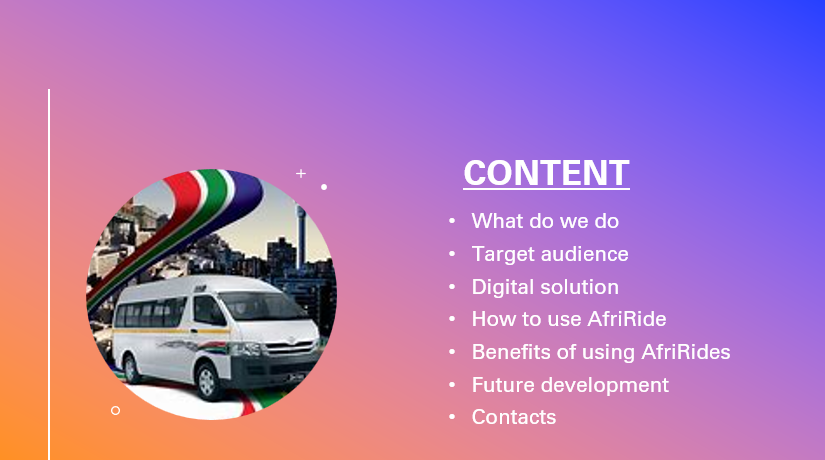 CONTENT
• What do we do
• Target audience
• Digital solution
• How to use AfriRide
• Benefits of using AfriRides
• Future development
• Contacts